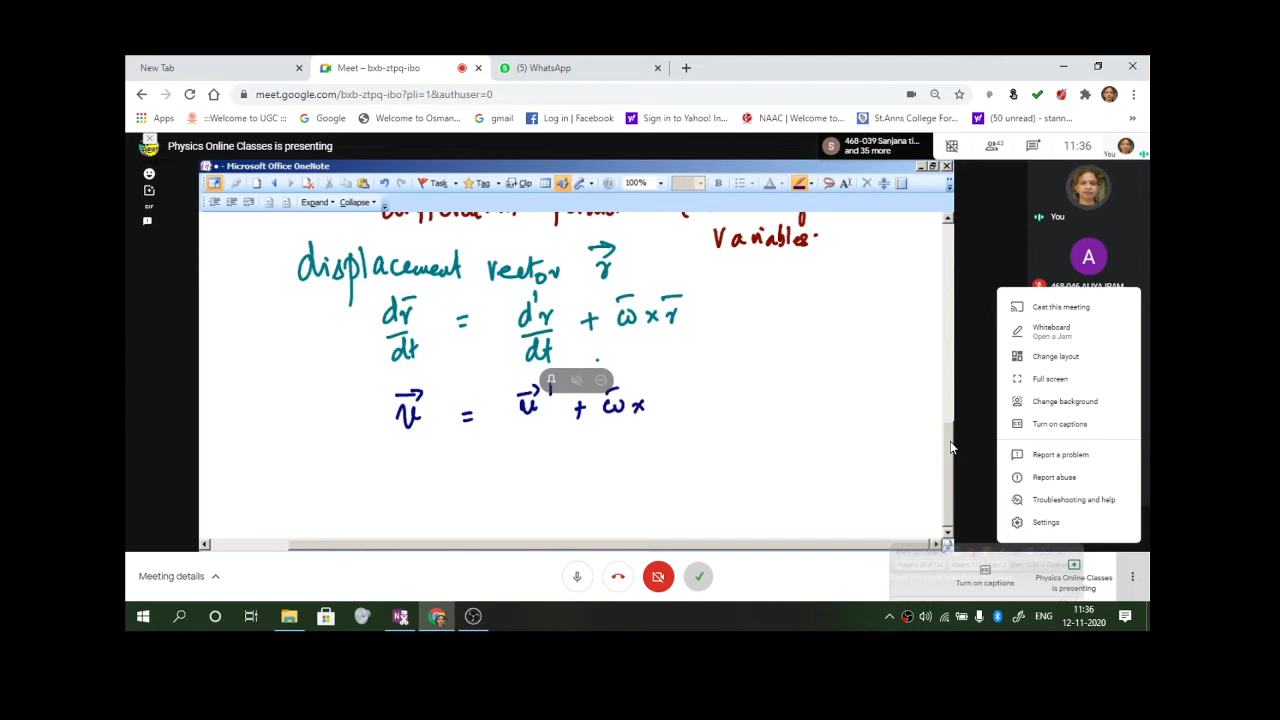 New Tab
Meet – bxb-ztpq-ibo
(5) WhatsApp
meet.google.com/bxb-ztpq-ibo?pli=1&authuser=0
Apps
:::Welcome to UGC :::
Google
Welcome to Osman...
gmail
Log in | Facebook
Sign in to Yahoo! In...
NAAC | Welcome to...
St.Anns College For...
(50 unread) - stann...
Physics Online Classes is presenting
468-039 Sanjana ti...
and 35 more
42
11:36
You
GIF
Microsoft Office OneNote
Task
Tag
Clip
100%
B
Expand
Collapse
variables.
displacement vector r⃗
dr̄/dt = d'r/dt + ω̄ × r̄
v⃗ = v⃗' + ω̄ ×
You
A
468-046 ALIYA IRAM
Cast this meeting
Whiteboard
Open a Jam
Change layout
Full screen
Change background
Turn on captions
Report a problem
Report abuse
Troubleshooting and help
Settings
Meeting details
Turn on captions
Physics Online Classes
is presenting
ENG
11:36
12-11-2020